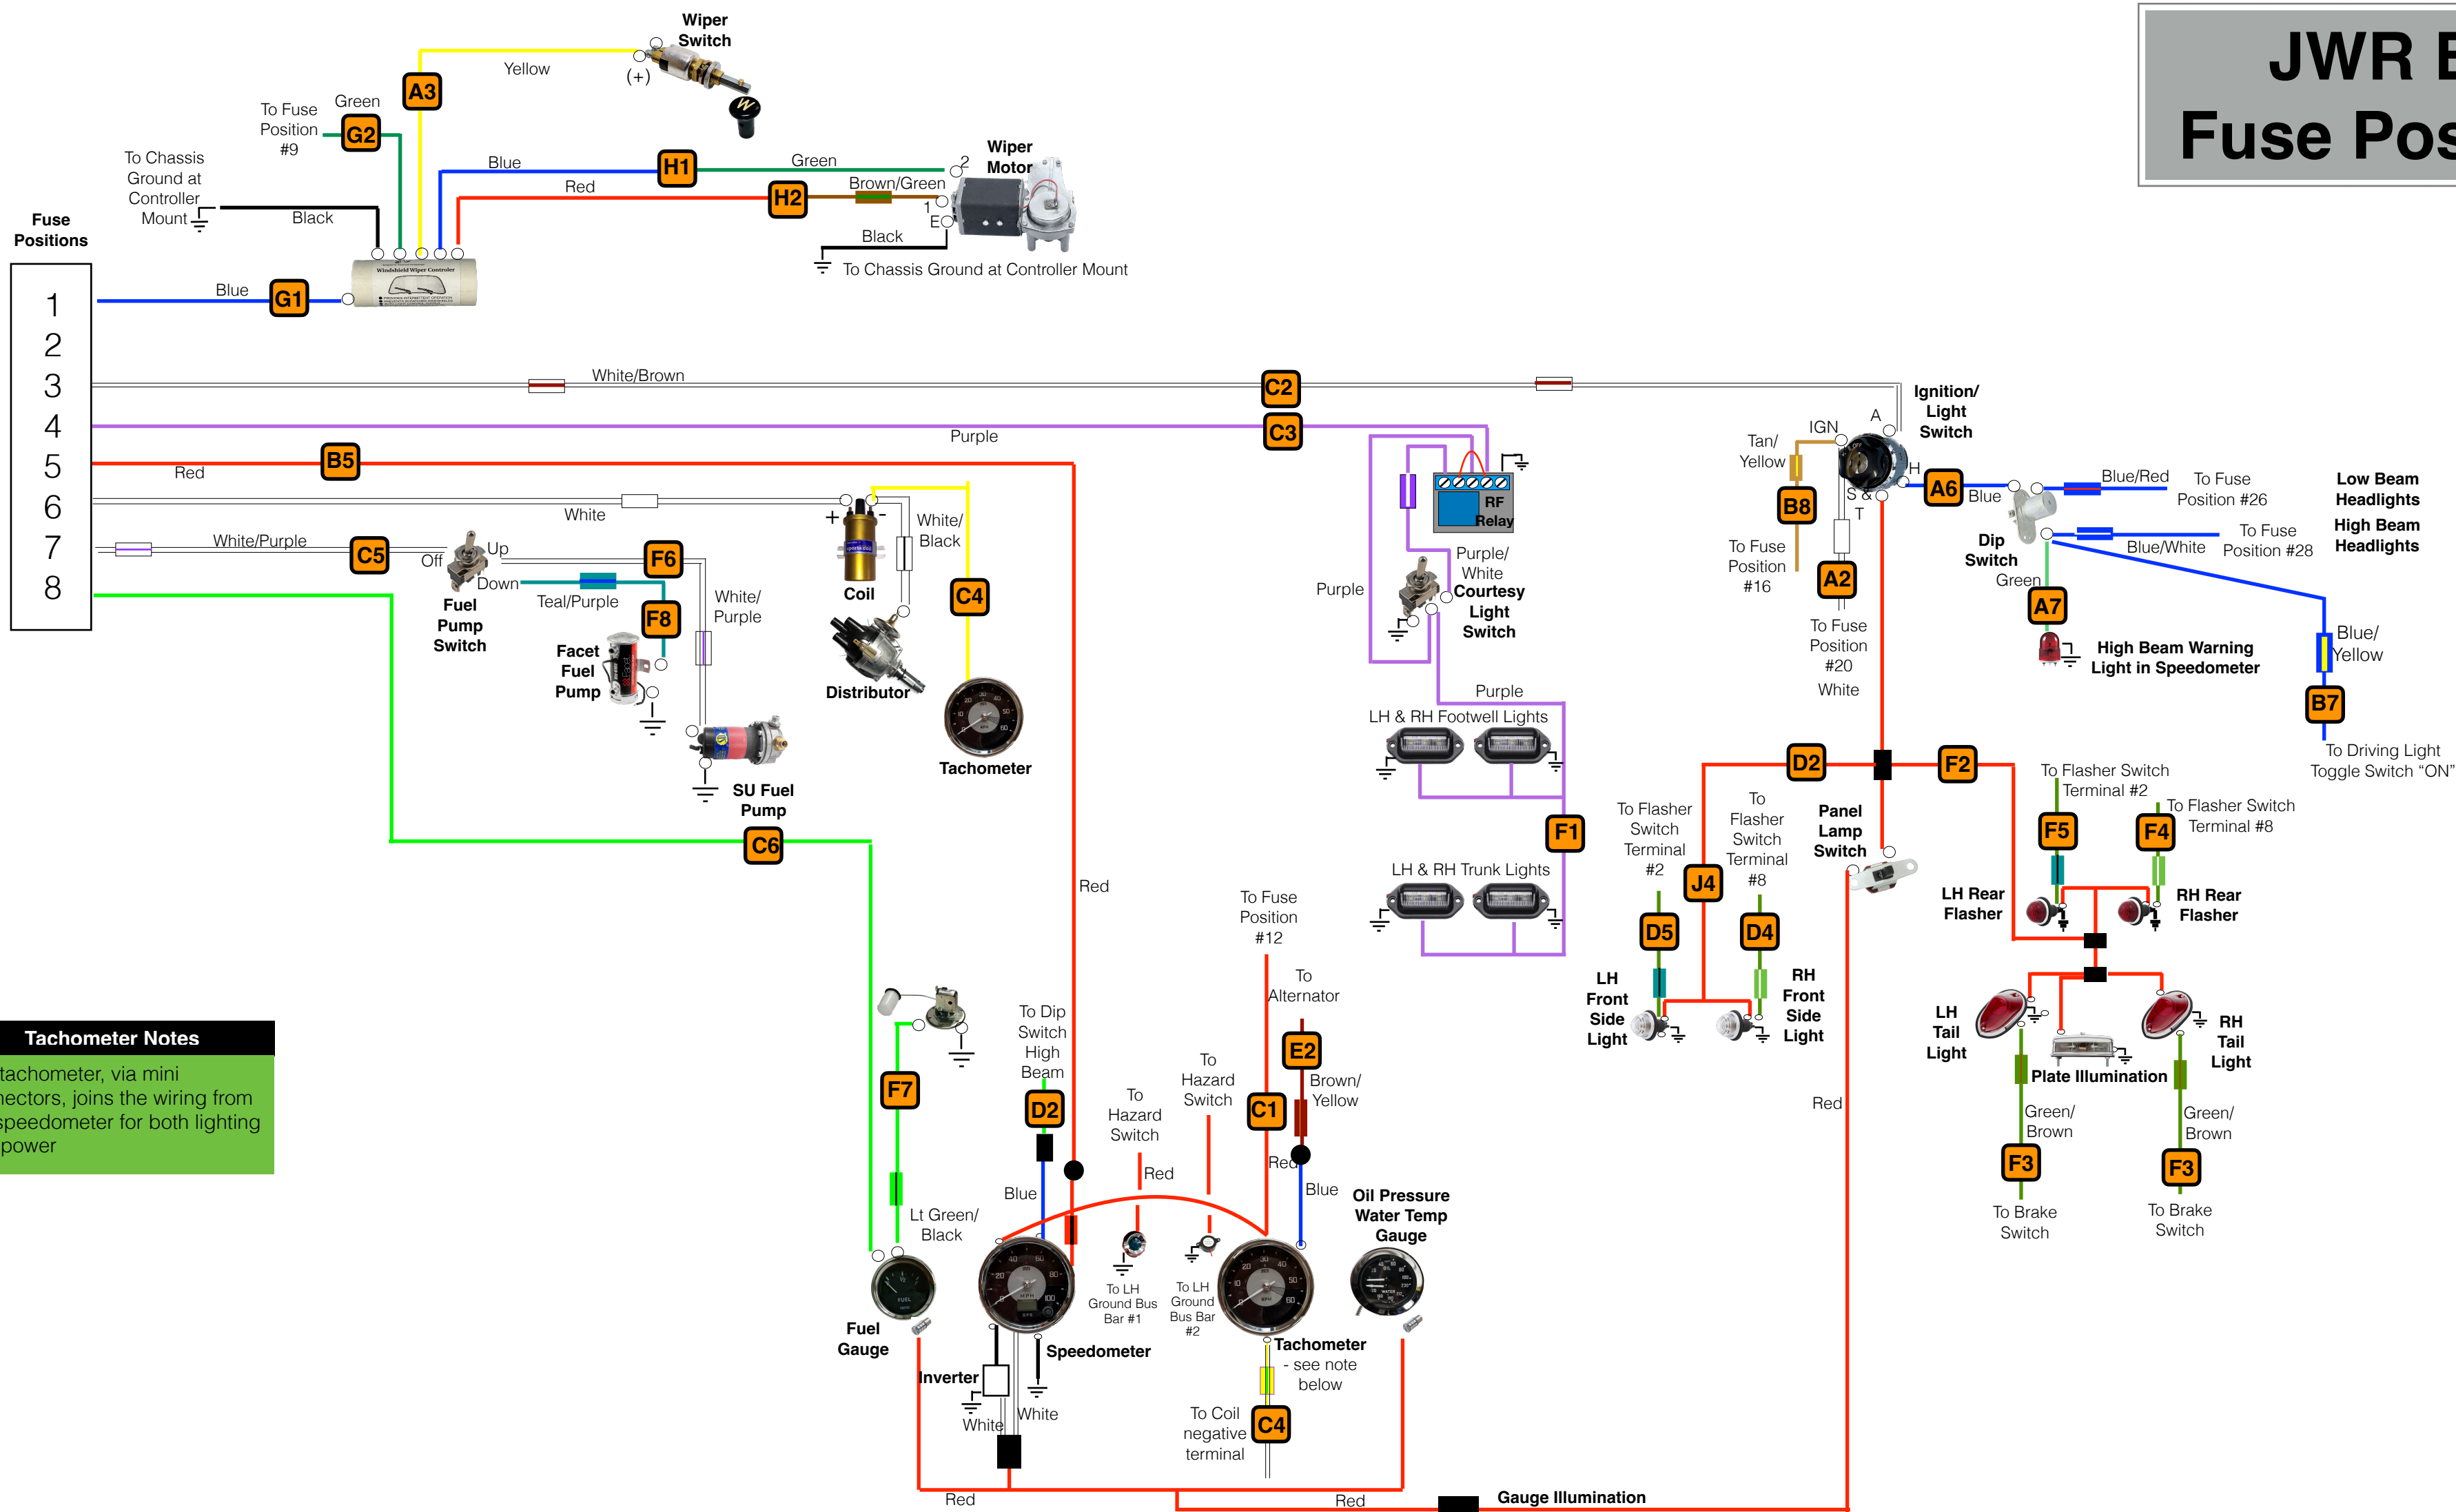 JWR E
Fuse Pos
Wiper
Switch
(+)
Yellow
A3
W
To Fuse
Position
#9
Green
G2
To Chassis
Ground at
Controller
Mount
Black
Blue
H1
Green
2
Wiper
Motor
Red
H2
Brown/Green
1
E
Black
To Chassis Ground at Controller Mount
Windshield Wiper Controler
Fuse
Positions
1
2
3
4
5
6
7
8
Blue
G1
White/Brown
C2
Purple
C3
Red
B5
White
White/Purple
C5
Off
Up
Down
Fuel
Pump
Switch
Teal/Purple
F6
F8
White/
Purple
Facet
Fuel
Pump
SU Fuel
Pump
+
-
Coil
White/
Black
Distributor
C4
Tachometer
C6
RF
Relay
Purple
Purple/
White
Courtesy
Light
Switch
Purple
LH & RH Footwell Lights
F1
LH & RH Trunk Lights
Ignition/
Light
Switch
A
IGN
OFF
H
S &
T
Tan/
Yellow
B8
To Fuse
Position
#16
A2
To Fuse
Position
#20
White
A6
Blue
Blue/Red
To Fuse
Position #26
Low Beam
Headlights
Blue/White
To Fuse
Position #28
High Beam
Headlights
Dip
Switch
Green
A7
High Beam Warning
Light in Speedometer
Blue/
Yellow
B7
To Driving Light
Toggle Switch “ON”
D2
F2
Panel
Lamp
Switch
To Flasher
Switch
Terminal
#2
To
Flasher
Switch
Terminal
#8
J4
D5
D4
LH
Front
Side
Light
RH
Front
Side
Light
To Flasher Switch
Terminal #2
To Flasher Switch
Terminal #8
F5
F4
LH Rear
Flasher
RH Rear
Flasher
LH
Tail
Light
RH
Tail
Light
Plate Illumination
Green/
Brown
Green/
Brown
F3
F3
To Brake
Switch
To Brake
Switch
Red
Red
Tachometer Notes
tachometer, via mini
nectors, joins the wiring from
speedometer for both lighting
power
F7
Lt Green/
Black
FUEL
Fuel
Gauge
To Dip
Switch
High
Beam
D2
Blue
To
Hazard
Switch
Red
To
Hazard
Switch
To Fuse
Position
#12
C1
Red
To
Alternator
E2
Brown/
Yellow
Blue
Oil Pressure
Water Temp
Gauge
To LH
Ground Bus
Bar #1
To LH
Ground
Bus Bar
#2
Speedometer
Inverter
White
White
Tachometer
- see note
below
To Coil
negative
terminal
C4
Red
Red
Gauge Illumination